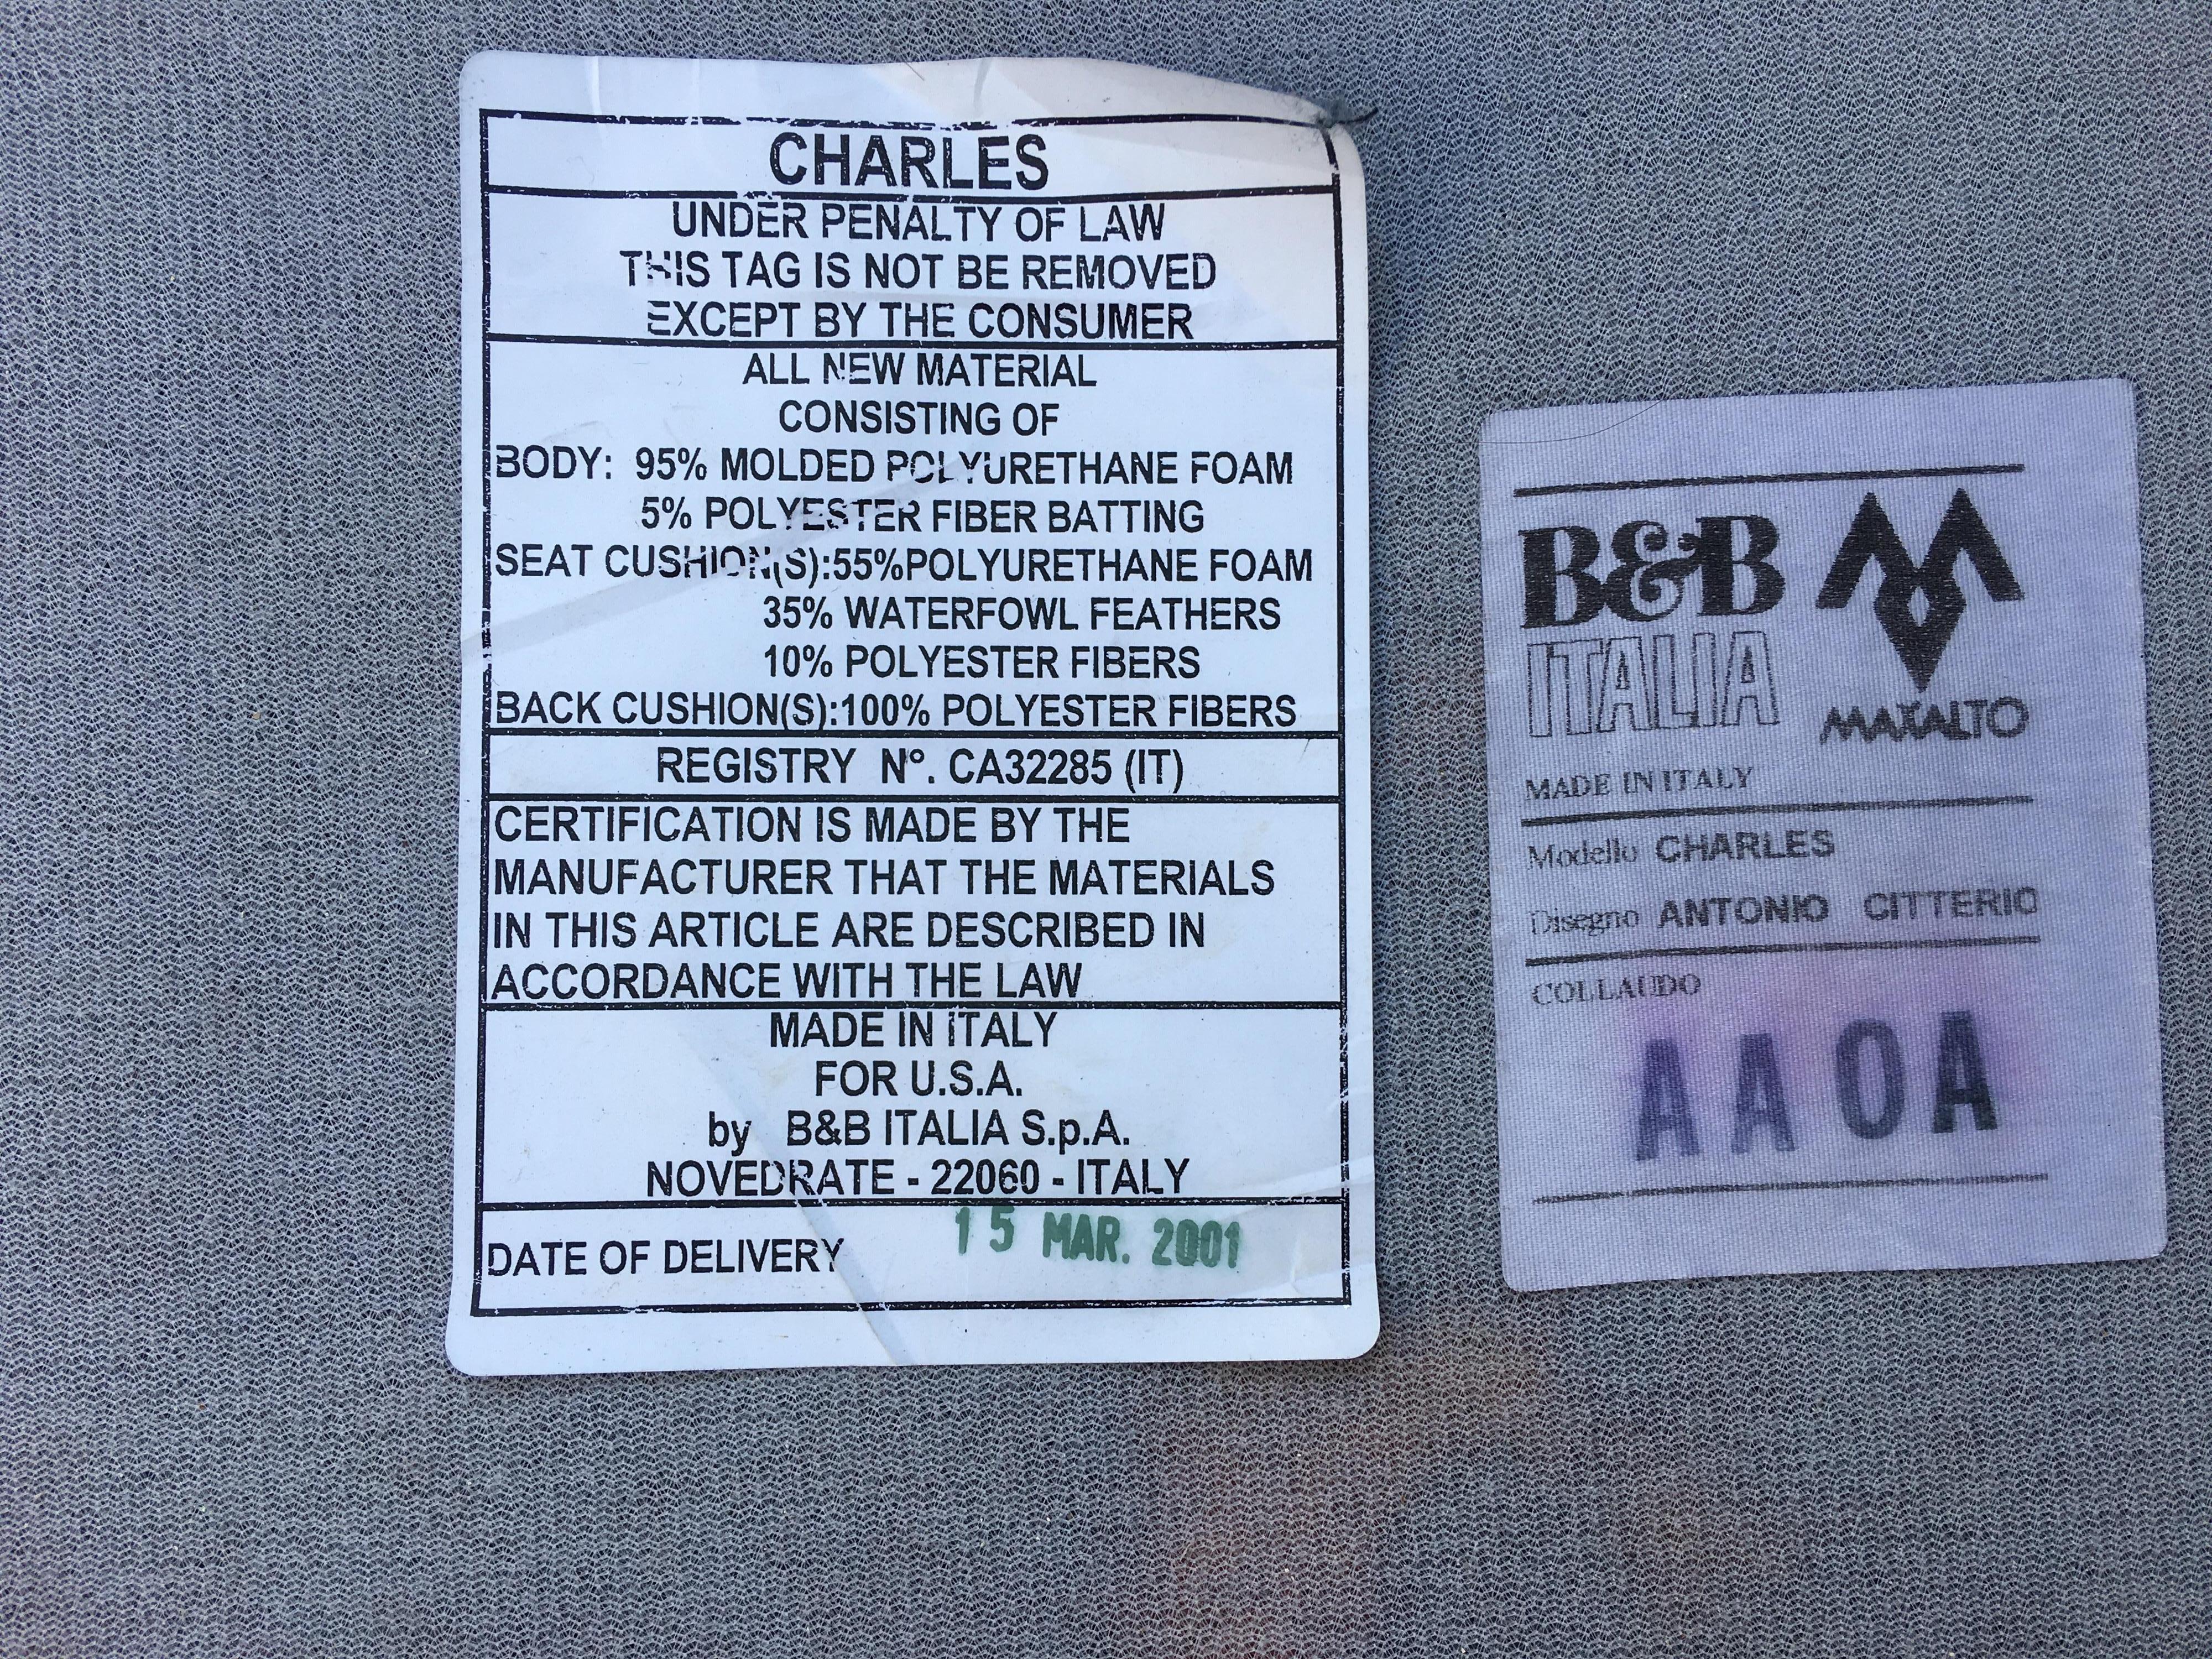 CHARLES
UNDER PENALTY OF LAW
THIS TAG IS NOT BE REMOVED
EXCEPT BY THE CONSUMER
ALL NEW MATERIAL
CONSISTING OF
BODY: 95% MOLDED POLYURETHANE FOAM
5% POLYESTER FIBER BATTING
SEAT CUSHION(S):55%POLYURETHANE FOAM
35% WATERFOWL FEATHERS
10% POLYESTER FIBERS
BACK CUSHION(S):100% POLYESTER FIBERS
REGISTRY N°. CA32285 (IT)
CERTIFICATION IS MADE BY THE
MANUFACTURER THAT THE MATERIALS
IN THIS ARTICLE ARE DESCRIBED IN
ACCORDANCE WITH THE LAW
MADE IN ITALY
FOR U.S.A.
by B&B ITALIA S.p.A.
NOVEDRATE - 22060 - ITALY
DATE OF DELIVERY 15 MAR. 2001
B&B
ITALIA
MAXALTO
MADE IN ITALY
Modello CHARLES
Disegno ANTONIO CITTERIO
COLLAUDO
AAOA